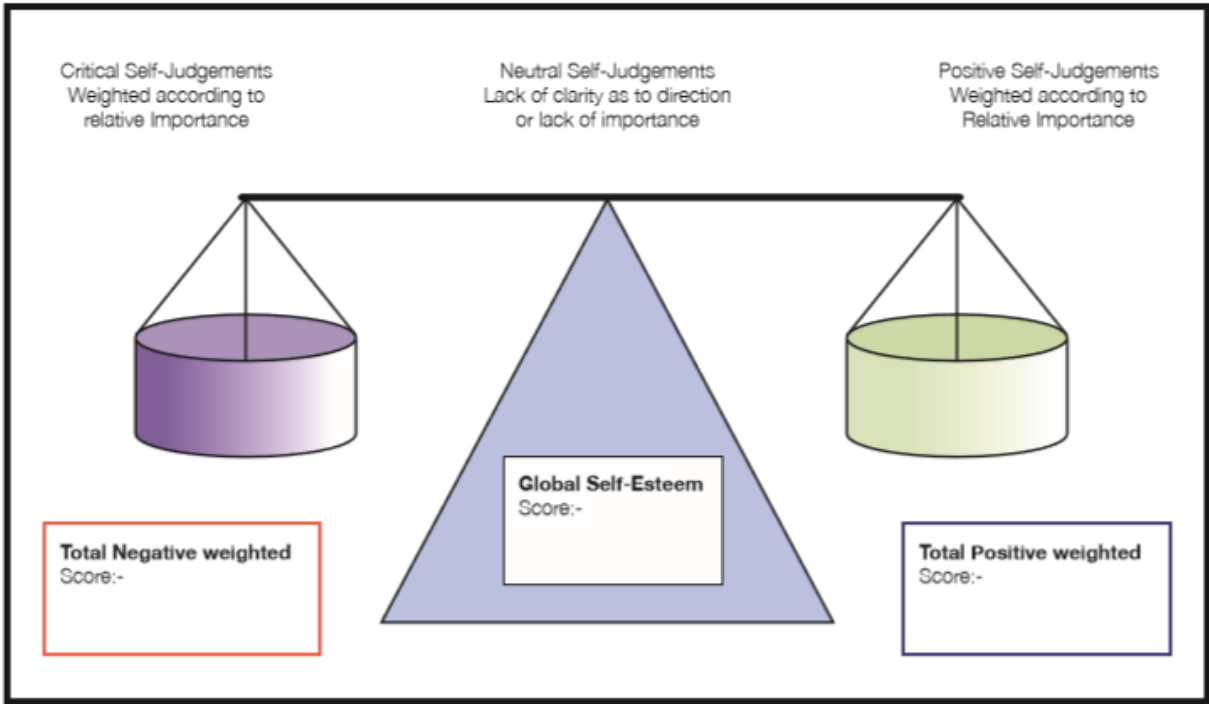 Critical Self-Judgements
Weighted according to
relative Importance
Neutral Self-Judgements
Lack of clarity as to direction
or lack of importance
Positive Self-Judgements
Weighted according to
Relative Importance
Global Self-Esteem
Score:-
Total Negative weighted
Score:-
Total Positive weighted
Score:-